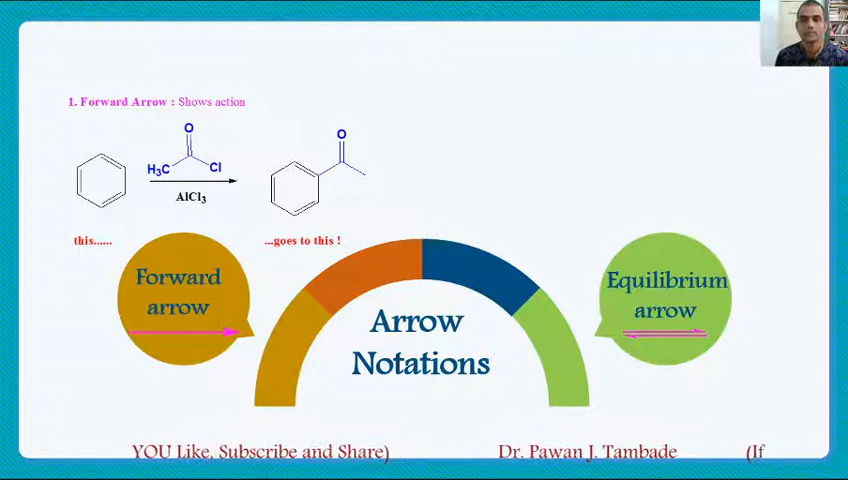 1. Forward Arrow : Shows action
O
H₃C
Cl
AlCl₃
O
this......
...goes to this !
Forward
arrow
Equilibrium
arrow
Arrow
Notations
YOU Like, Subscribe and Share) Dr. Pawan J. Tambade (If